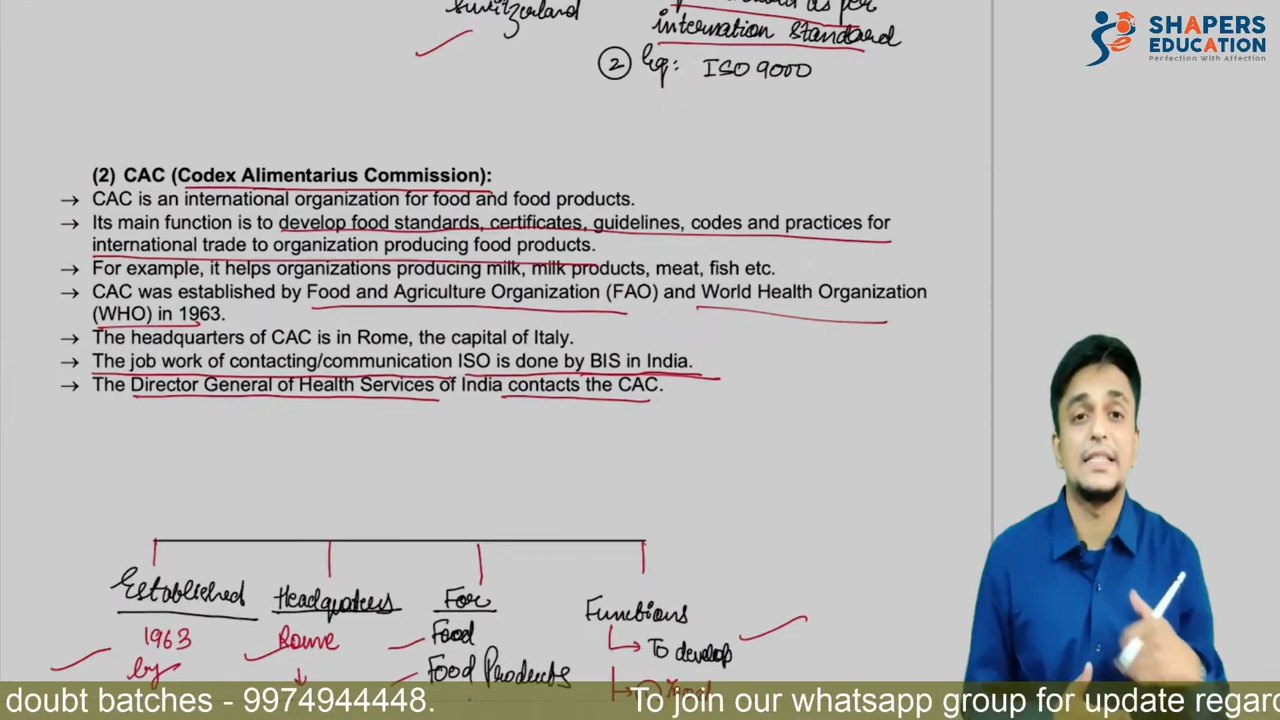 Switzerland
as per
internation standard
② Eg: ISO 9000
SHAPERS
EDUCATION
Perfection With Affection
(2) CAC (Codex Alimentarius Commission):
→ CAC is an international organization for food and food products.
→ Its main function is to develop food standards, certificates, guidelines, codes and practices for
international trade to organization producing food products.
→ For example, it helps organizations producing milk, milk products, meat, fish etc.
→ CAC was established by Food and Agriculture Organization (FAO) and World Health Organization
(WHO) in 1963.
→ The headquarters of CAC is in Rome, the capital of Italy.
→ The job work of contacting/communication ISO is done by BIS in India.
→ The Director General of Health Services of India contacts the CAC.
Established
1963
by
Headquaters
Rome
↓
For
Food
Food Products
Functions
↳ To develop
doubt batches - 9974944448.
To join our whatsapp group for update regard